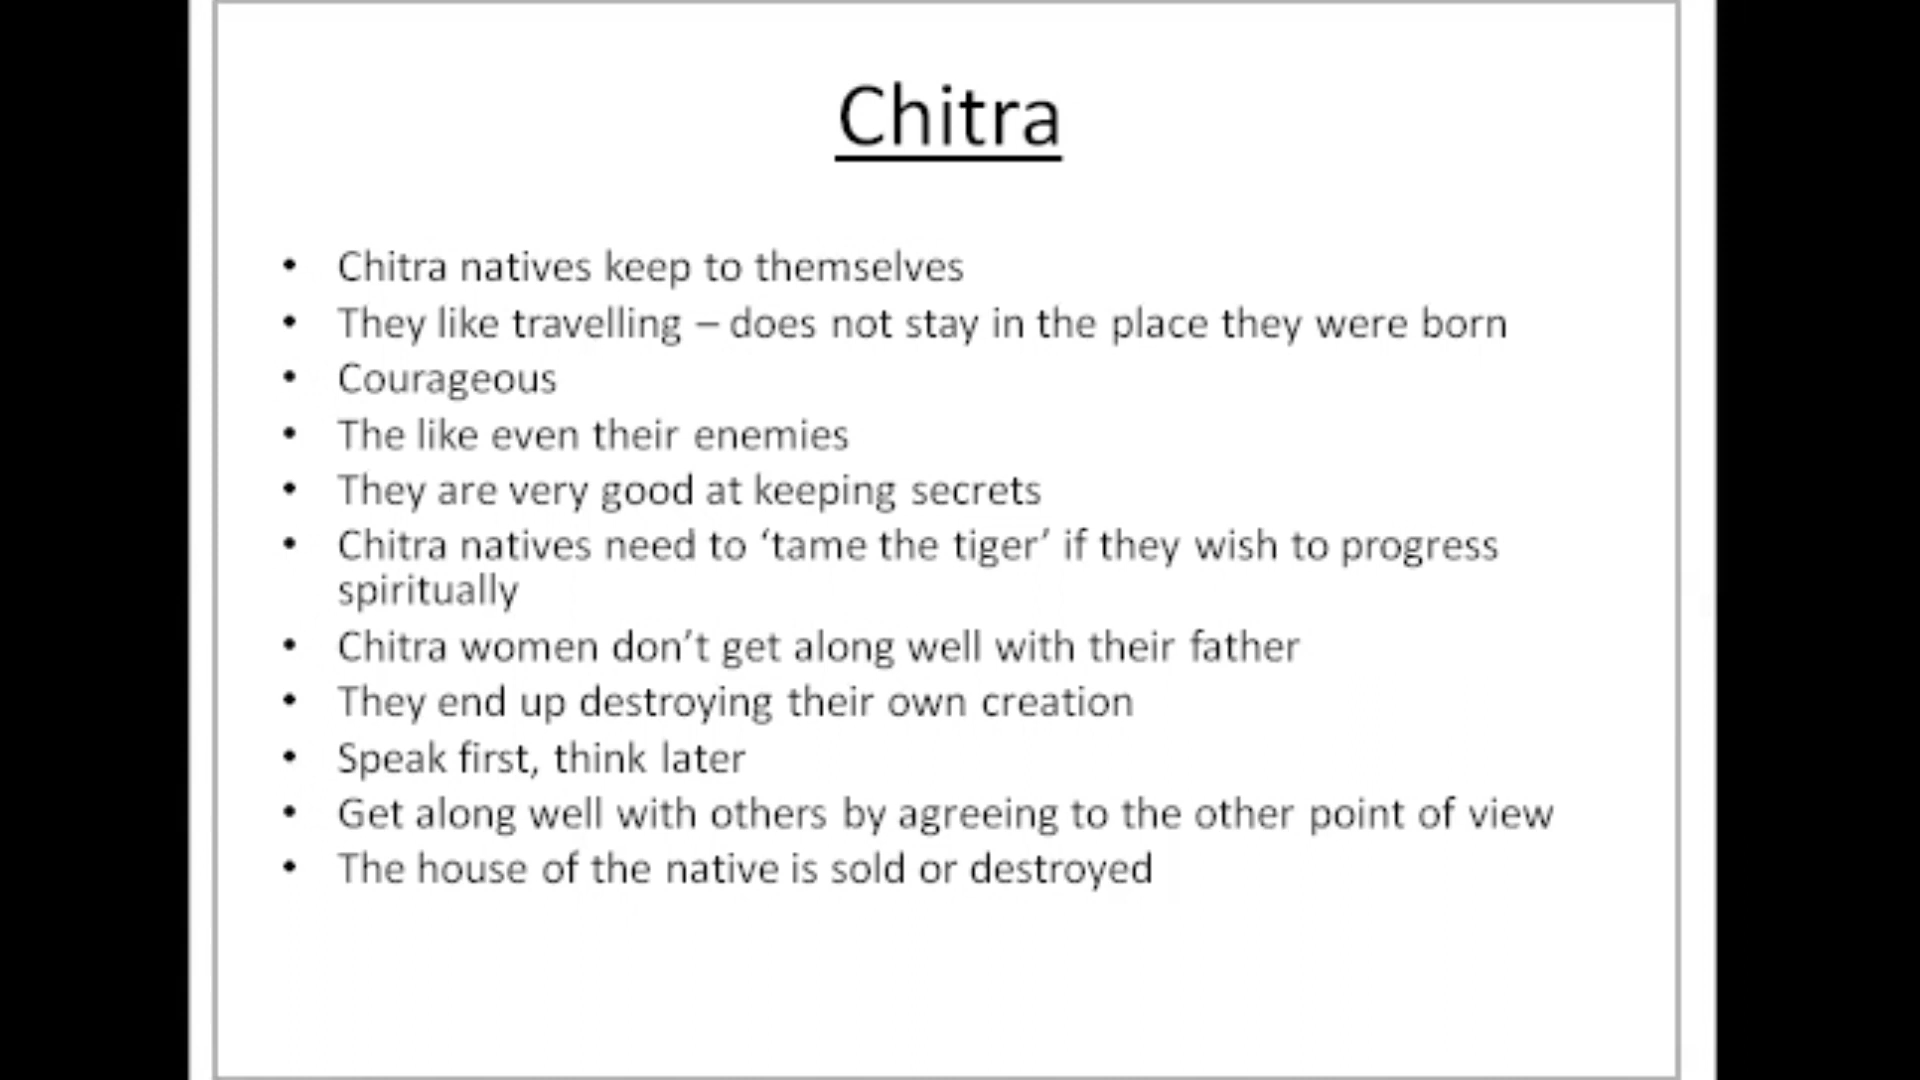 Chitra
• Chitra natives keep to themselves
• They like travelling – does not stay in the place they were born
• Courageous
• The like even their enemies
• They are very good at keeping secrets
• Chitra natives need to ‘tame the tiger’ if they wish to progress
spiritually
• Chitra women don’t get along well with their father
• They end up destroying their own creation
• Speak first, think later
• Get along well with others by agreeing to the other point of view
• The house of the native is sold or destroyed